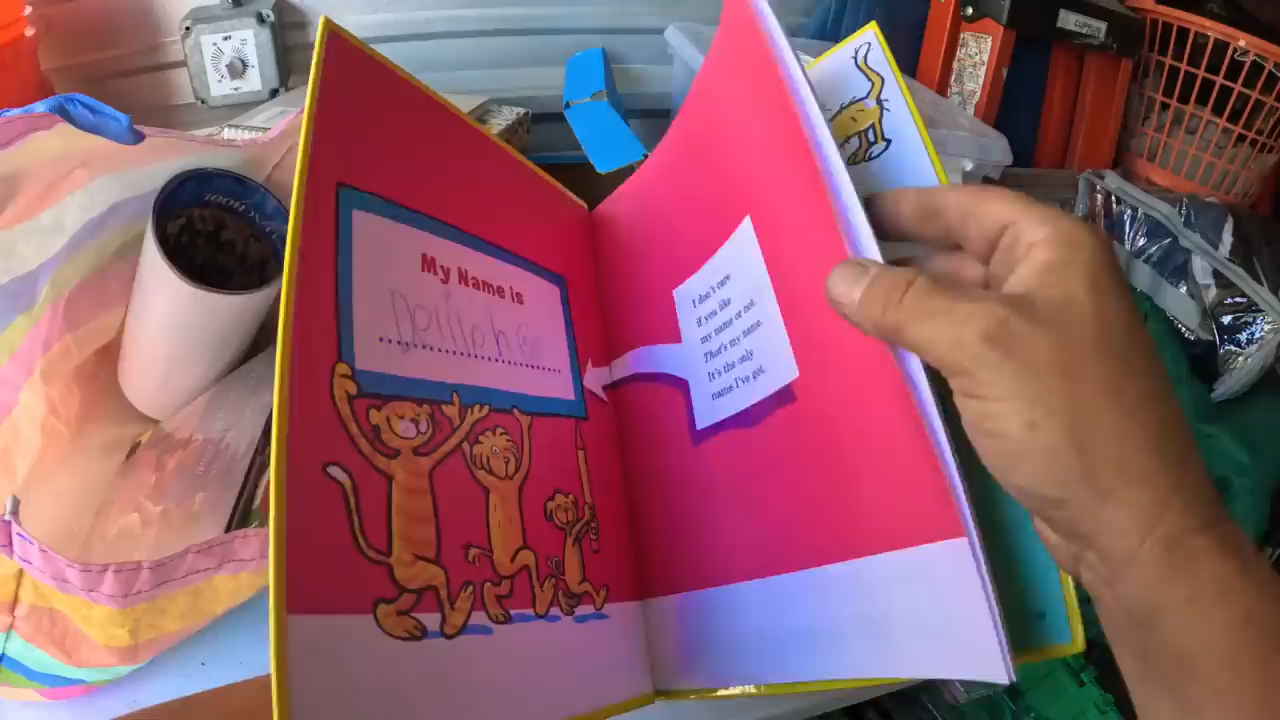 My Name is
I don't care
if you like
my name or not.
That's my name.
It's the only
name I've got.